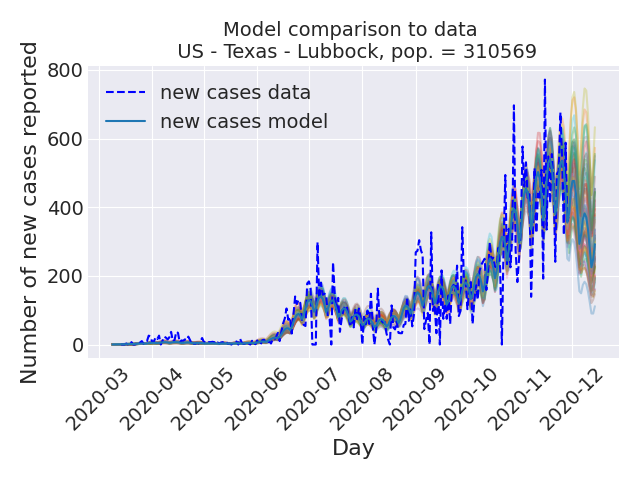 Model comparison to data
US - Texas - Lubbock, pop. = 310569
Number of new cases reported
800
600
400
200
0
new cases data
new cases model
2020-03
2020-04
2020-05
2020-06
2020-07
2020-08
2020-09
2020-10
2020-11
2020-12
Day